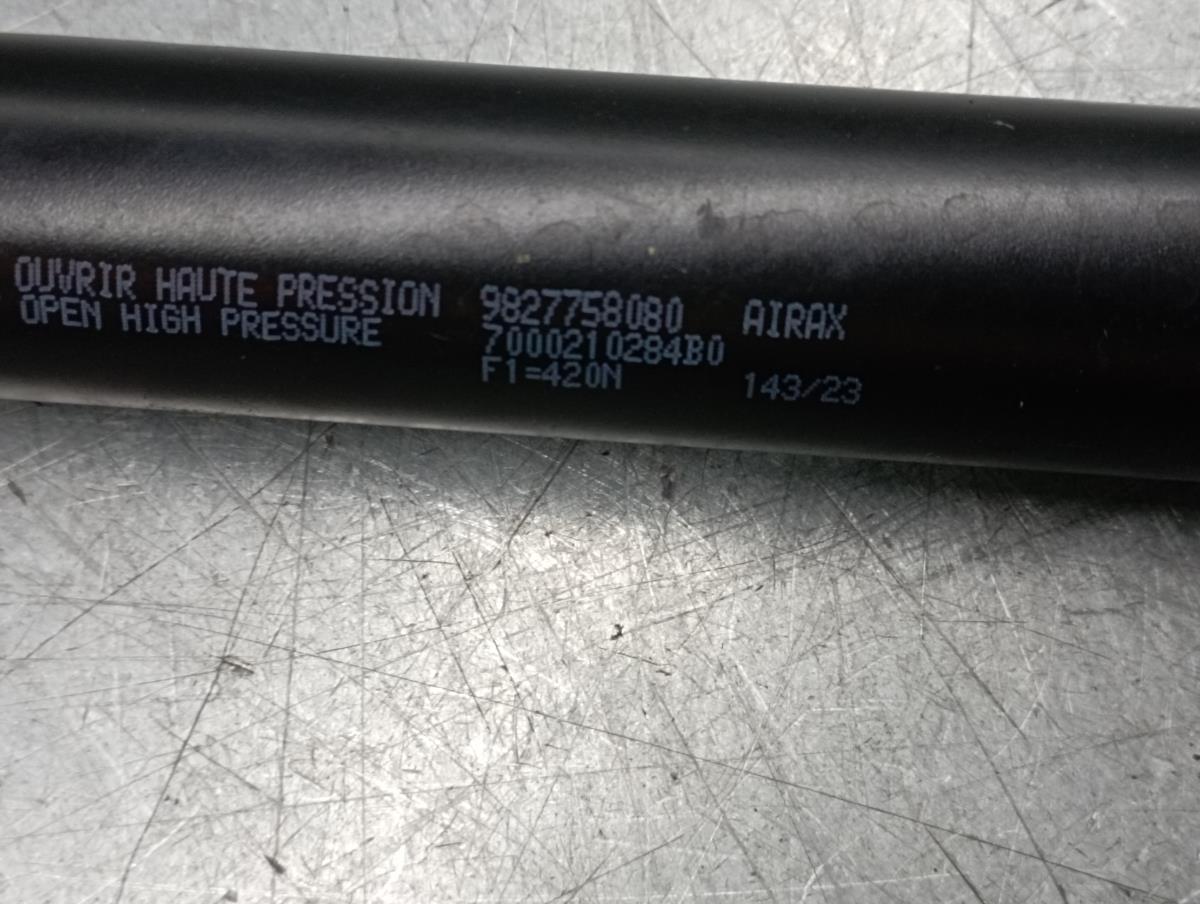 OUVRIR HAUTE PRESSION 9827758080 AIRAX
OPEN HIGH PRESSURE 7000210284B0
F1=420N 143/23